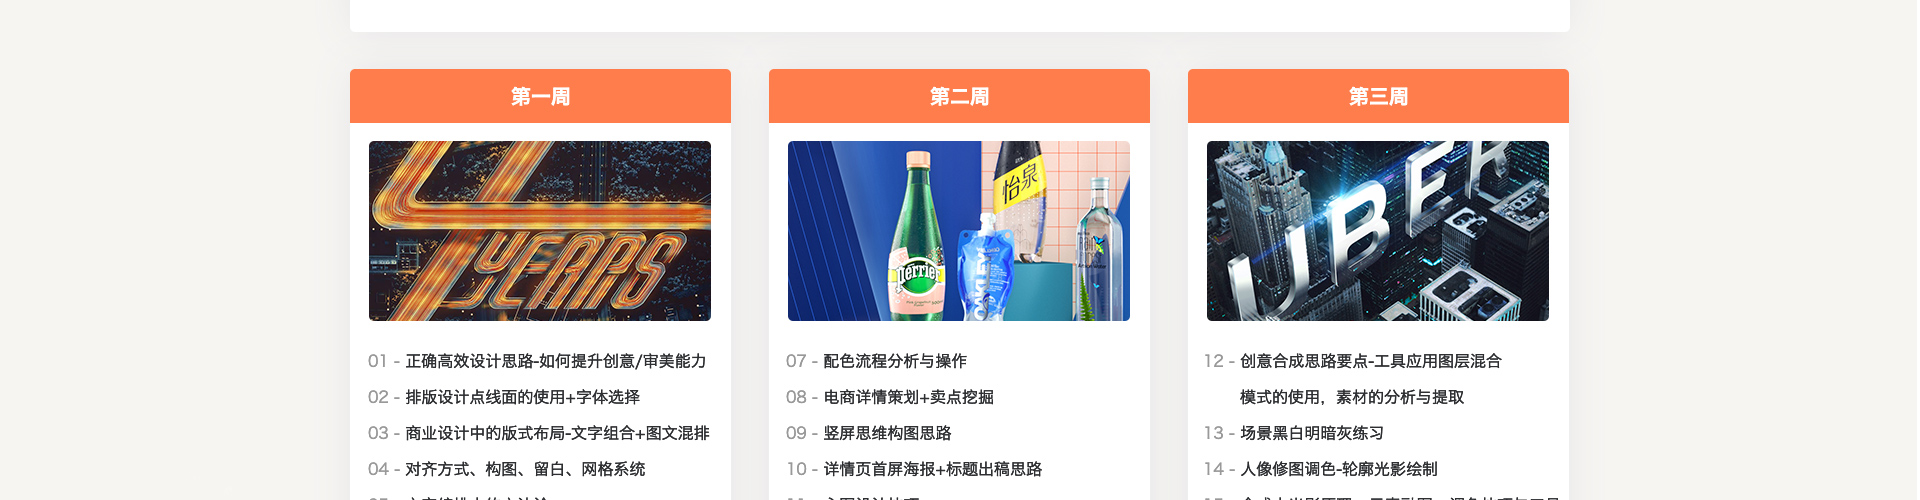 第一周
第二周
第三周
YEARS
怡泉
perrier
UBER
01 - 正确高效设计思路-如何提升创意/审美能力
02 - 排版设计点线面的使用+字体选择
03 - 商业设计中的版式布局-文字组合+图文混排
04 - 对齐方式、构图、留白、网格系统
07 - 配色流程分析与操作
08 - 电商详情策划+卖点挖掘
09 - 竖屏思维构图思路
10 - 详情页首屏海报+标题出稿思路
12 - 创意合成思路要点-工具应用图层混合
模式的使用，素材的分析与提取
13 - 场景黑白明暗灰练习
14 - 人像修图调色-轮廓光影绘制